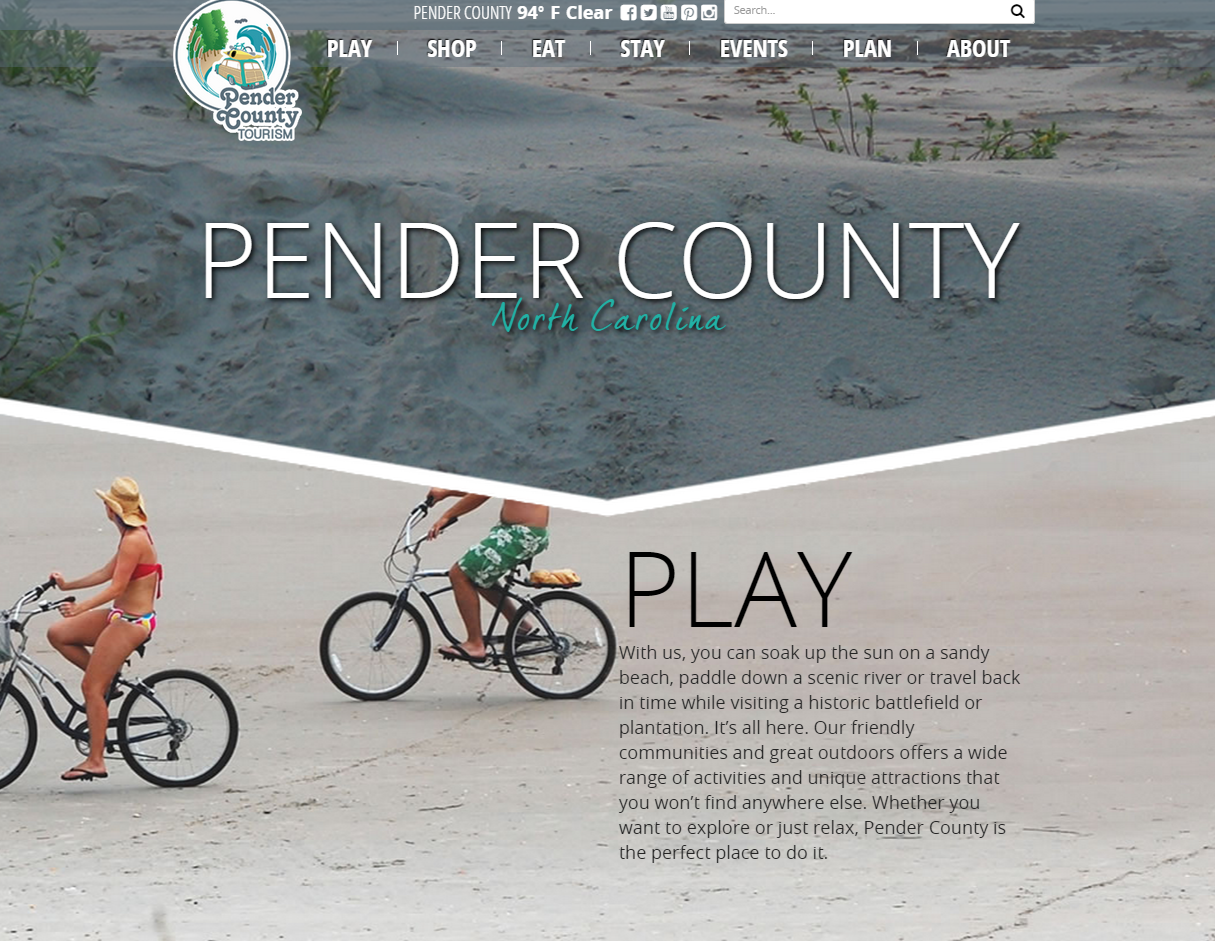 PENDER COUNTY 94° F Clear
Search...
PLAY
SHOP
EAT
STAY
EVENTS
PLAN
ABOUT
Pender
County
TOURISM
PENDER COUNTY
North Carolina
PLAY
With us, you can soak up the sun on a sandy
beach, paddle down a scenic river or travel back
in time while visiting a historic battlefield or
plantation. It’s all here. Our friendly
communities and great outdoors offers a wide
range of activities and unique attractions that
you won’t find anywhere else. Whether you
want to explore or just relax, Pender County is
the perfect place to do it.